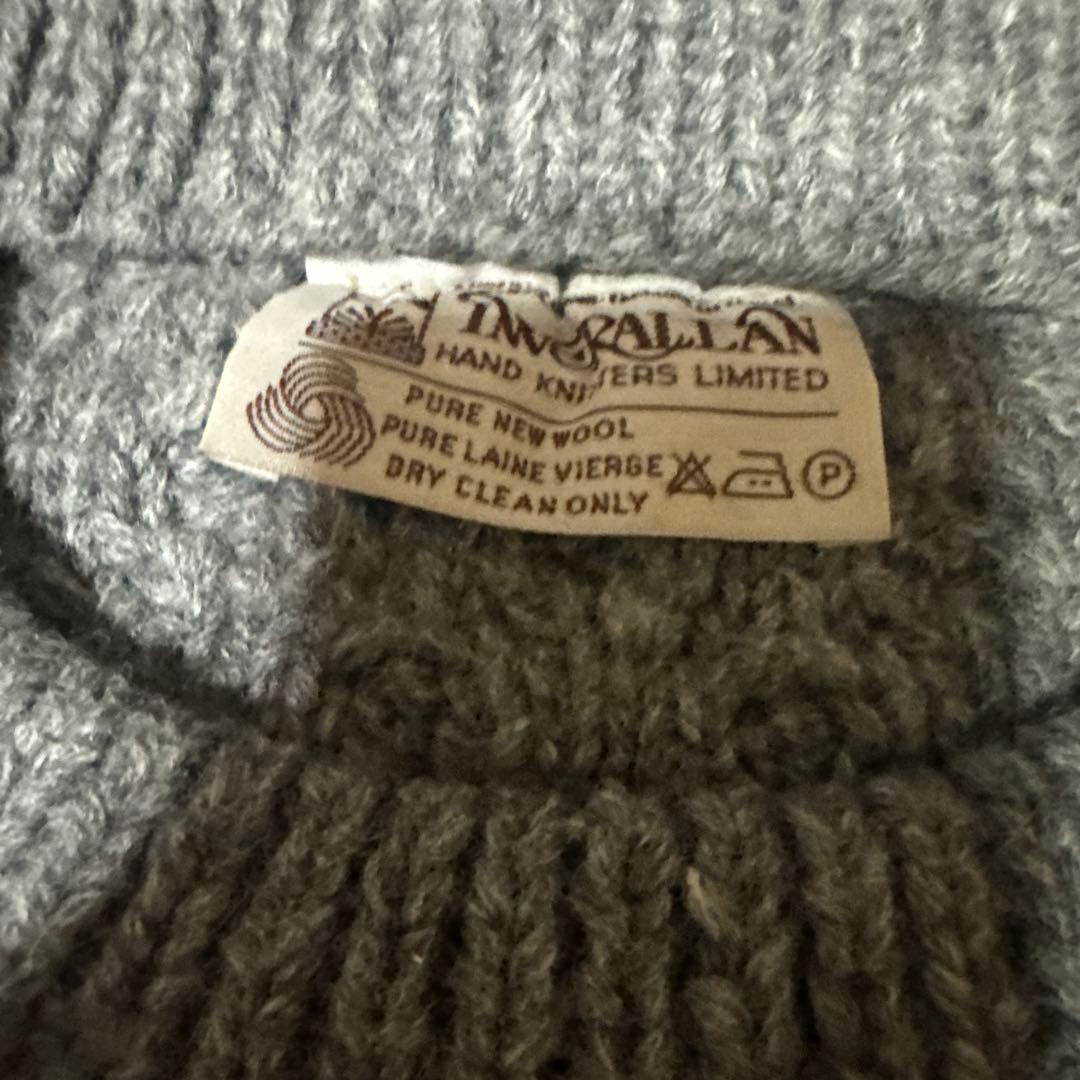 INVERALLAN
HAND KNITTERS LIMITED
PURE NEW WOOL
PURE LAINE VIERGE
DRY CLEAN ONLY
P